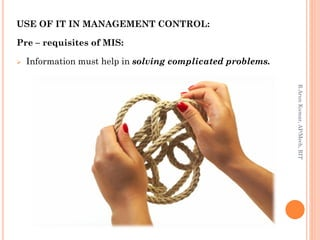 USE OF IT IN MANAGEMENT CONTROL:
Pre – requisites of MIS:
➢ Information must help in solving complicated problems.
R.Arun Kumar, AP/Mech, RIT